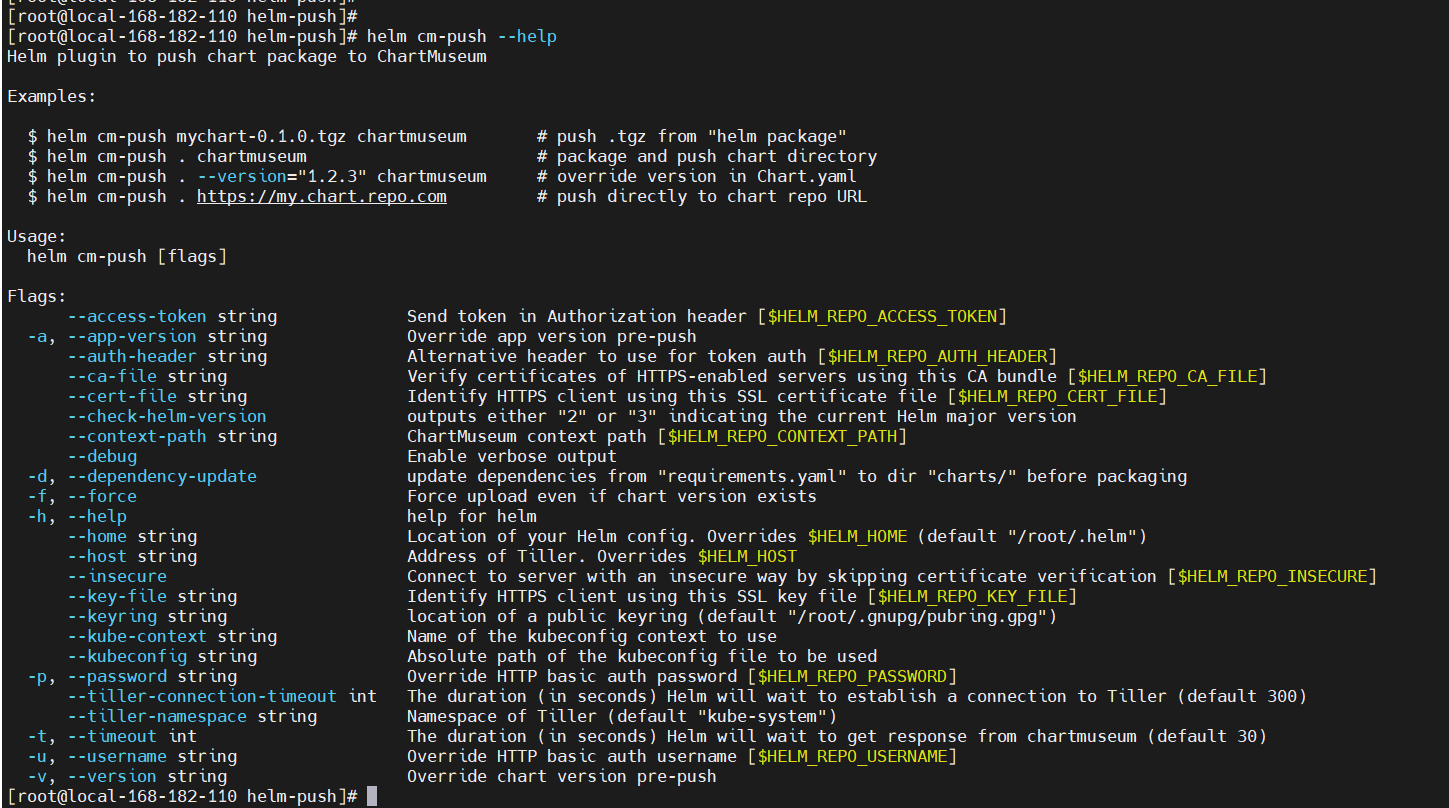 [root@local-168-182-110 helm-push]#
[root@local-168-182-110 helm-push]#
[root@local-168-182-110 helm-push]# helm cm-push --help
Helm plugin to push chart package to ChartMuseum
Examples:
$ helm cm-push mychart-0.1.0.tgz chartmuseum # push .tgz from "helm package"
$ helm cm-push . chartmuseum # package and push chart directory
$ helm cm-push . --version="1.2.3" chartmuseum # override version in Chart.yaml
$ helm cm-push . https://my.chart.repo.com # push directly to chart repo URL
Usage:
helm cm-push [flags]
Flags:
--access-token string Send token in Authorization header [$HELM_REPO_ACCESS_TOKEN]
-a, --app-version string Override app version pre-push
--auth-header string Alternative header to use for token auth [$HELM_REPO_AUTH_HEADER]
--ca-file string Verify certificates of HTTPS-enabled servers using this CA bundle [$HELM_REPO_CA_FILE]
--cert-file string Identify HTTPS client using this SSL certificate file [$HELM_REPO_CERT_FILE]
--check-helm-version outputs either "2" or "3" indicating the current Helm major version
--context-path string ChartMuseum context path [$HELM_REPO_CONTEXT_PATH]
--debug Enable verbose output
-d, --dependency-update update dependencies from "requirements.yaml" to dir "charts/" before packaging
-f, --force Force upload even if chart version exists
-h, --help help for helm
--home string Location of your Helm config. Overrides $HELM_HOME (default "/root/.helm")
--host string Address of Tiller. Overrides $HELM_HOST
--insecure Connect to server with an insecure way by skipping certificate verification [$HELM_REPO_INSECURE]
--key-file string Identify HTTPS client using this SSL key file [$HELM_REPO_KEY_FILE]
--keyring string location of a public keyring (default "/root/.gnupg/pubring.gpg")
--kube-context string Name of the kubeconfig context to use
--kubeconfig string Absolute path of the kubeconfig file to be used
-p, --password string Override HTTP basic auth password [$HELM_REPO_PASSWORD]
--tiller-connection-timeout int The duration (in seconds) Helm will wait to establish a connection to Tiller (default 300)
--tiller-namespace string Namespace of Tiller (default "kube-system")
-t, --timeout int The duration (in seconds) Helm will wait to get response from chartmuseum (default 30)
-u, --username string Override HTTP basic auth username [$HELM_REPO_USERNAME]
-v, --version string Override chart version pre-push
[root@local-168-182-110 helm-push]#